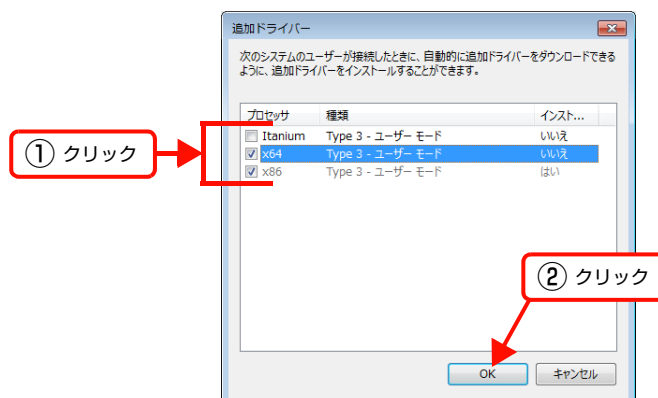 追加ドライバー
次のシステムのユーザーが接続したときに、自動的に追加ドライバーをダウンロードできる
ように、追加ドライバーをインストールすることができます。
プロセッサ 種類 インスト...
Itanium Type 3 - ユーザー モード いいえ
x64 Type 3 - ユーザー モード いいえ
x86 Type 3 - ユーザー モード はい
① クリック
② クリック
OK キャンセル